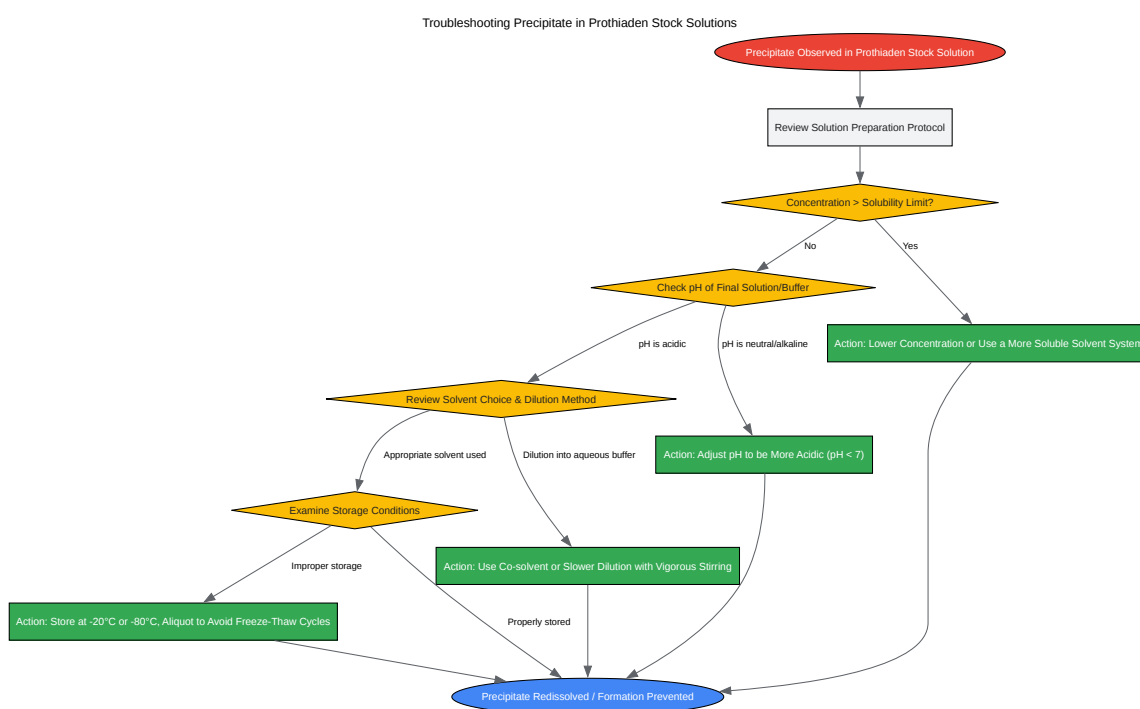 Troubleshooting Precipitate in Prothiaden Stock Solutions
Precipitate Observed in Prothiaden Stock Solution
Review Solution Preparation Protocol
Concentration > Solubility Limit?
No
Yes
Check pH of Final Solution/Buffer
pH is acidic
pH is neutral/alkaline
Action: Lower Concentration or Use a More Soluble Solvent System
Review Solvent Choice & Dilution Method
Appropriate solvent used
Dilution into aqueous buffer
Action: Adjust pH to be More Acidic (pH < 7)
Examine Storage Conditions
Improper storage
Action: Use Co-solvent or Slower Dilution with Vigorous Stirring
Action: Store at -20°C or -80°C, Aliquot to Avoid Freeze-Thaw Cycles
Properly stored
Precipitate Redissolved / Formation Prevented